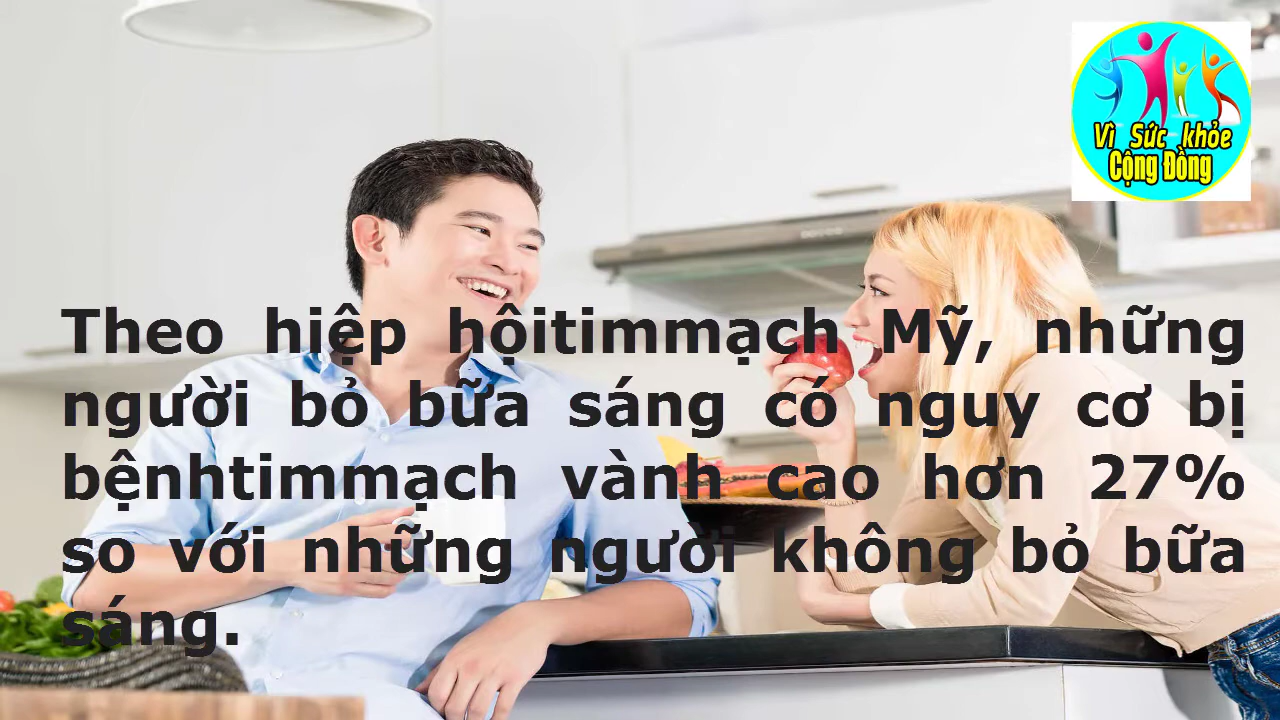 Vì Sức khỏe
Cộng Đồng
Theo hiệp hộitimmạch Mỹ, những
người bỏ bữa sáng có nguy cơ bị
bệnhtimmạch vành cao hơn 27%
so với những người không bỏ bữa
sáng.